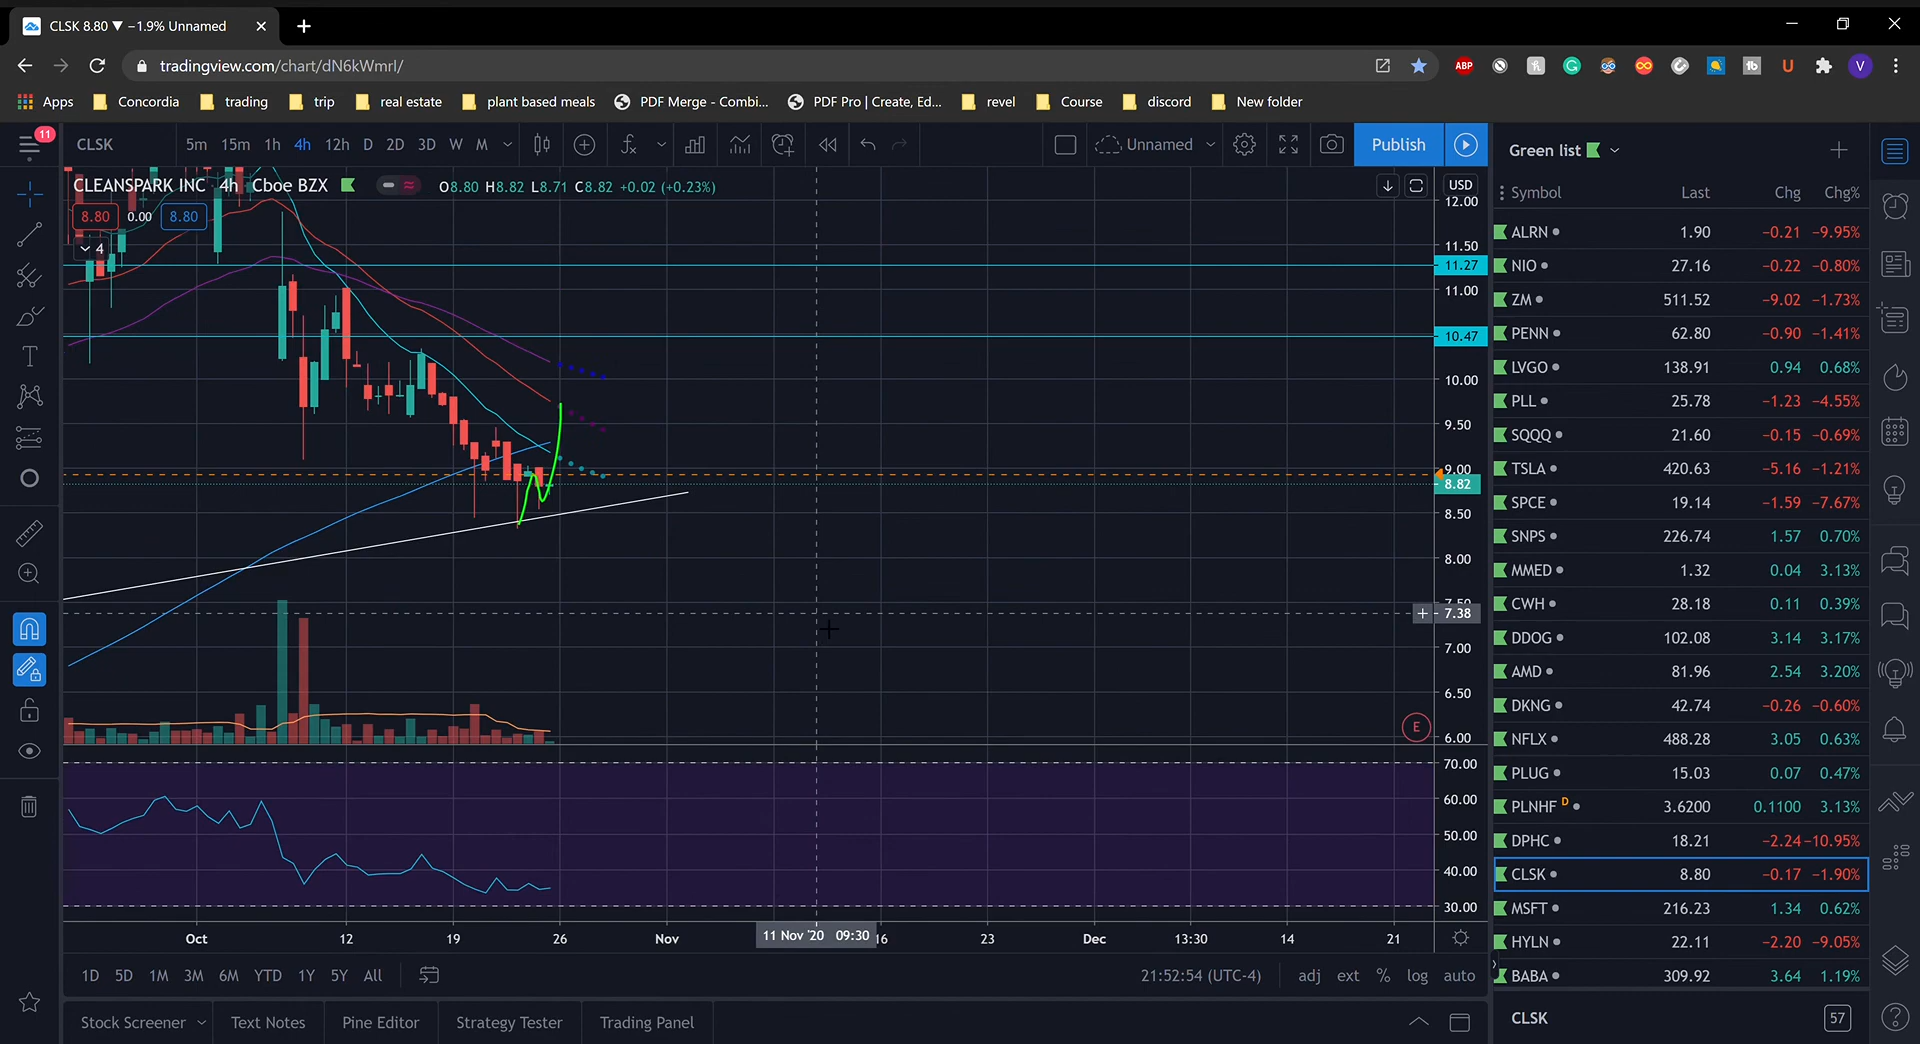 CLSK 8.80 ▼ −1.9% Unnamed
tradingview.com/chart/dN6kWmrl/
ABP
V
Apps Concordia trading trip real estate plant based meals PDF Merge - Combi... PDF Pro | Create, Ed... revel Course discord New folder
11
CLSK 5m 15m 1h 4h 12h D 2D 3D W M Unnamed Publish
CLEANSPARK INC 4h Cboe BZX O8.80 H8.82 L8.71 C8.82 +0.02 (+0.23%)
8.80 0.00 8.80
4
USD
12.00
11.50
11.27
11.00
10.47
10.00
9.50
9.00
8.82
8.50
8.00
7.50
7.38
7.00
6.50
E
6.00
70.00
60.00
50.00
40.00
30.00
Oct 12 19 26 Nov 11 Nov '20 09:30 16 23 Dec 13:30 14 21
1D 5D 1M 3M 6M YTD 1Y 5Y All 21:52:54 (UTC-4) adj ext % log auto
Stock Screener Text Notes Pine Editor Strategy Tester Trading Panel
Green list
Symbol Last Chg Chg%
ALRN 1.90 −0.21 −9.95%
NIO 27.16 −0.22 −0.80%
ZM 511.52 −9.02 −1.73%
PENN 62.80 −0.90 −1.41%
LVGO 138.91 0.94 0.68%
PLL 25.78 −1.23 −4.55%
SQQQ 21.60 −0.15 −0.69%
TSLA 420.63 −5.16 −1.21%
SPCE 19.14 −1.59 −7.67%
SNPS 226.74 1.57 0.70%
MMED 1.32 0.04 3.13%
CWH 28.18 0.11 0.39%
DDOG 102.08 3.14 3.17%
AMD 81.96 2.54 3.20%
DKNG 42.74 −0.26 −0.60%
NFLX 488.28 3.05 0.63%
PLUG 15.03 0.07 0.47%
PLNHF D 3.6200 0.1100 3.13%
DPHC 18.21 −2.24 −10.95%
CLSK 8.80 −0.17 −1.90%
MSFT 216.23 1.34 0.62%
HYLN 22.11 −2.20 −9.05%
BABA 309.92 3.64 1.19%
CLSK 57